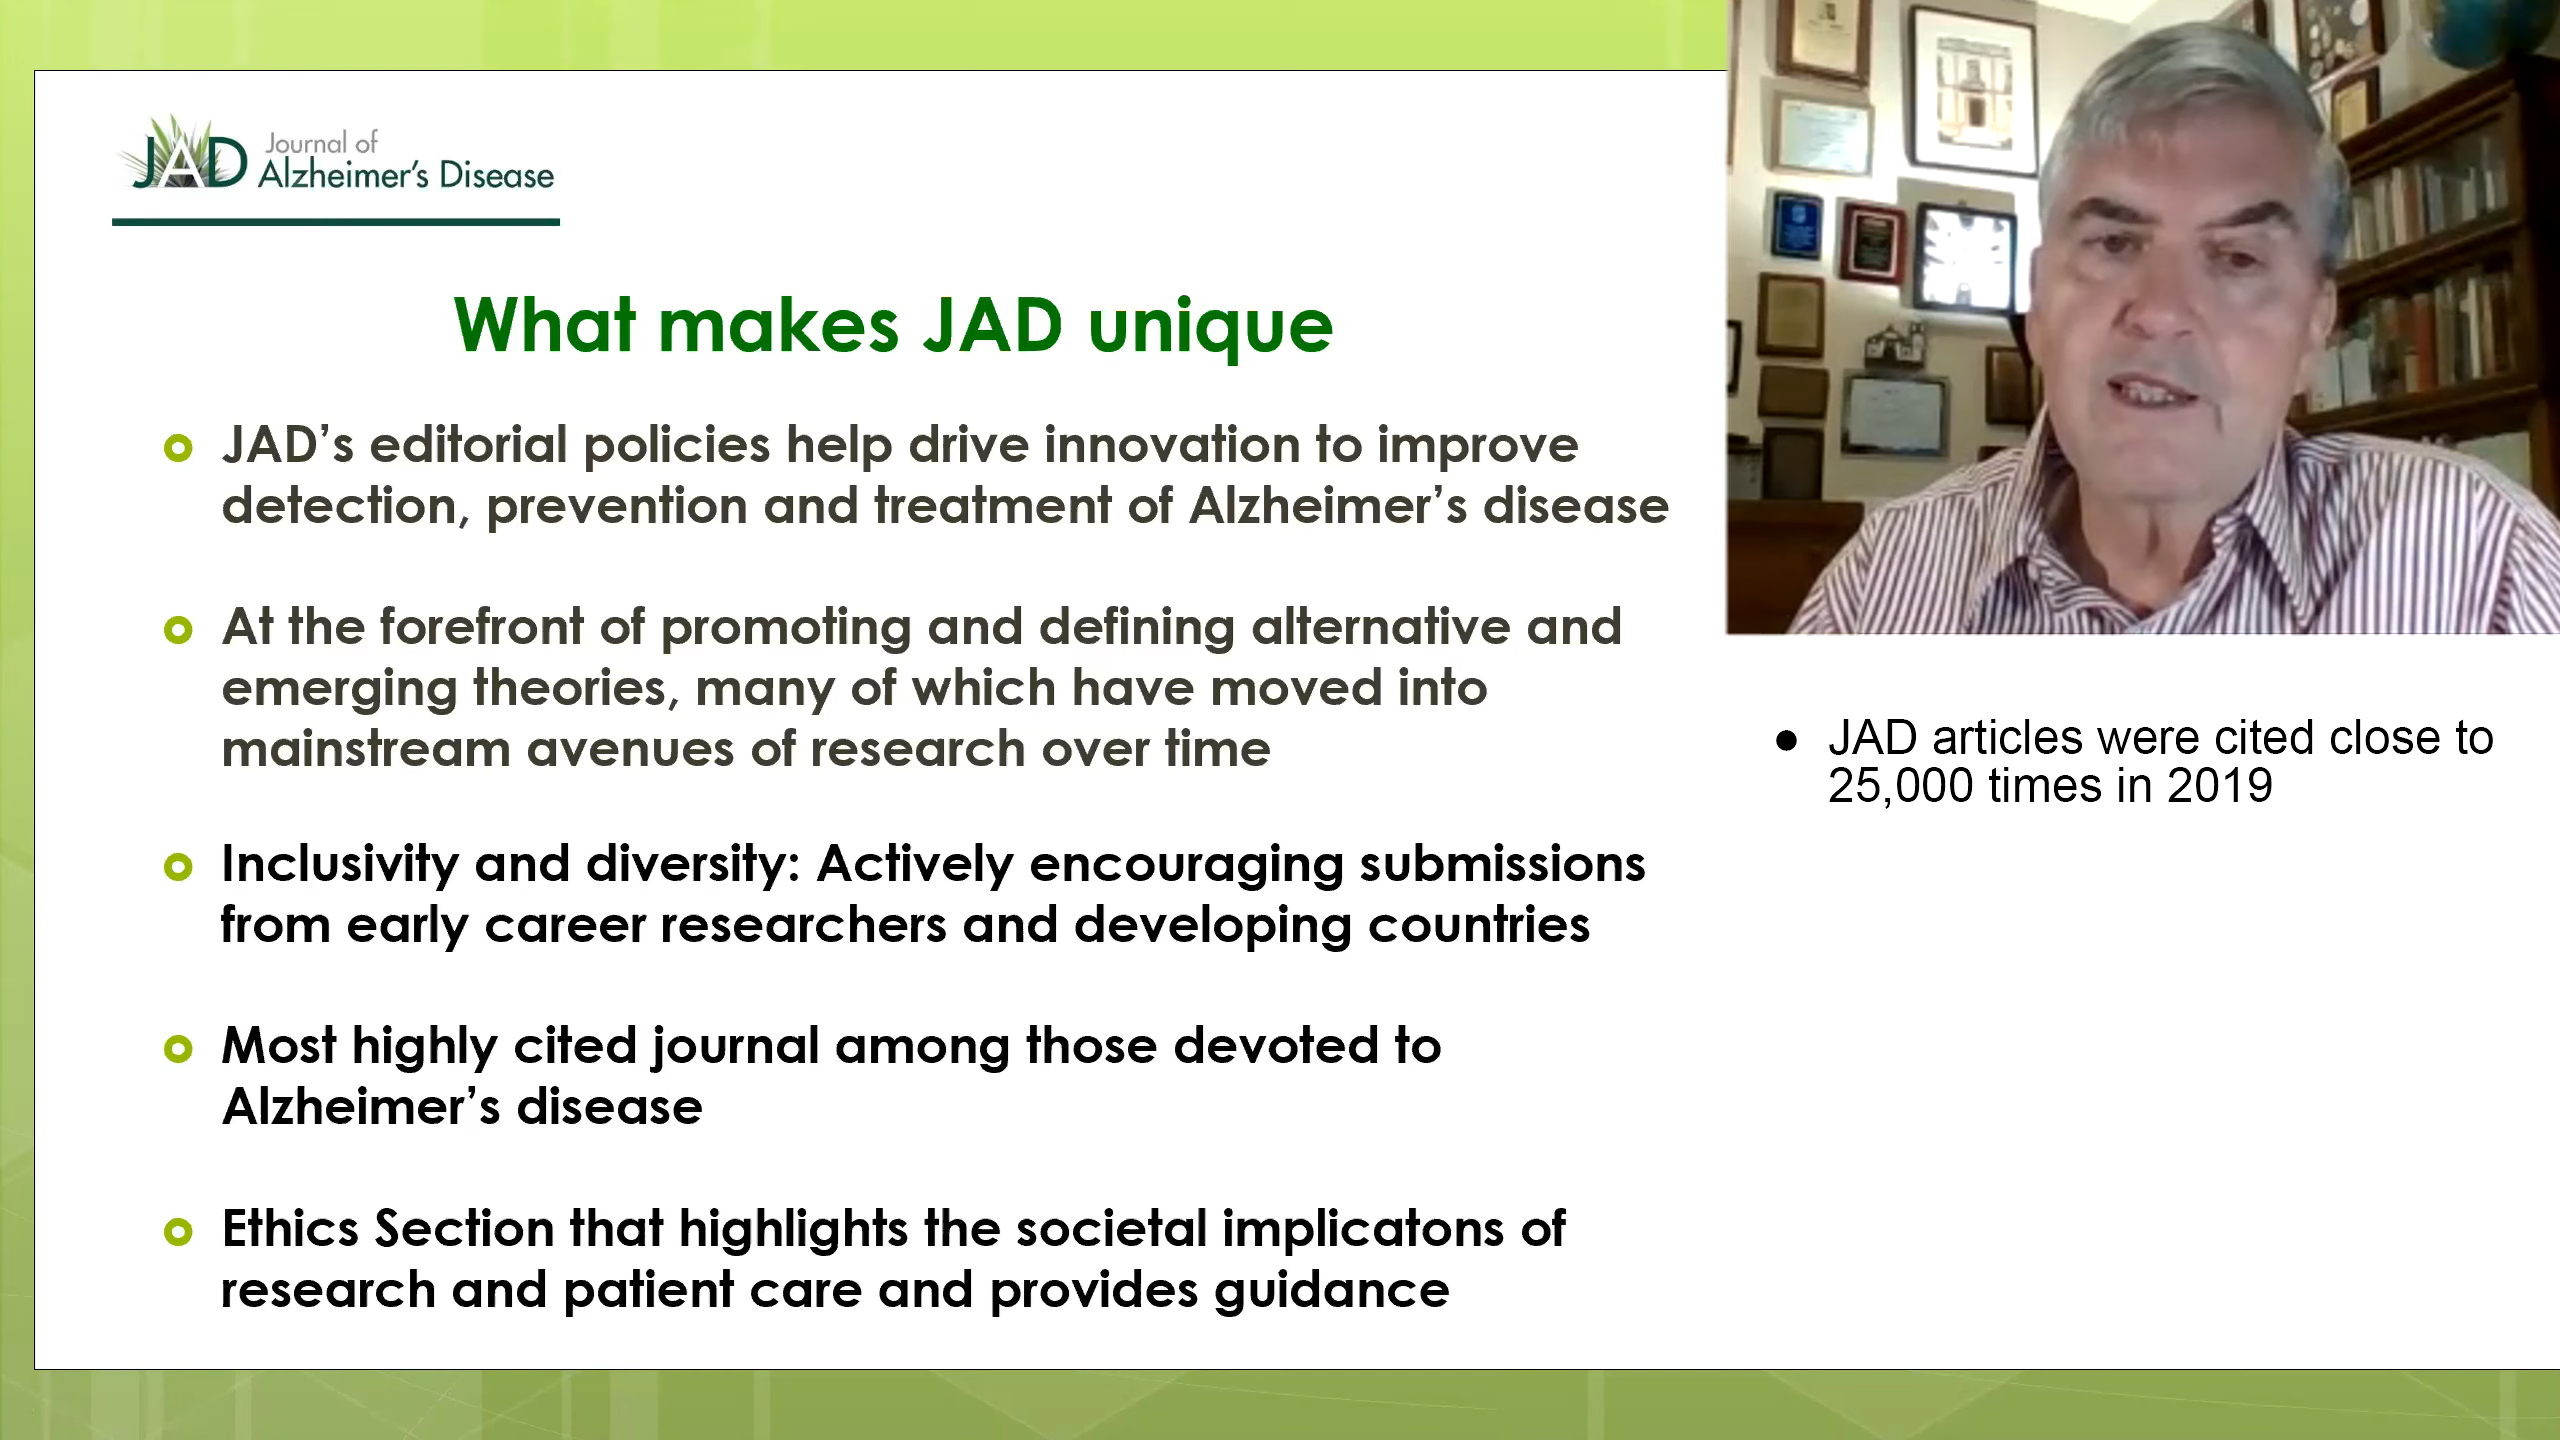 JAD Journal of
Alzheimer's Disease
What makes JAD unique
JAD's editorial policies help drive innovation to improve
detection, prevention and treatment of Alzheimer's disease
At the forefront of promoting and defining alternative and
emerging theories, many of which have moved into
mainstream avenues of research over time
Inclusivity and diversity: Actively encouraging submissions
from early career researchers and developing countries
Most highly cited journal among those devoted to
Alzheimer's disease
Ethics Section that highlights the societal implicatons of
research and patient care and provides guidance
JAD articles were cited close to
25,000 times in 2019